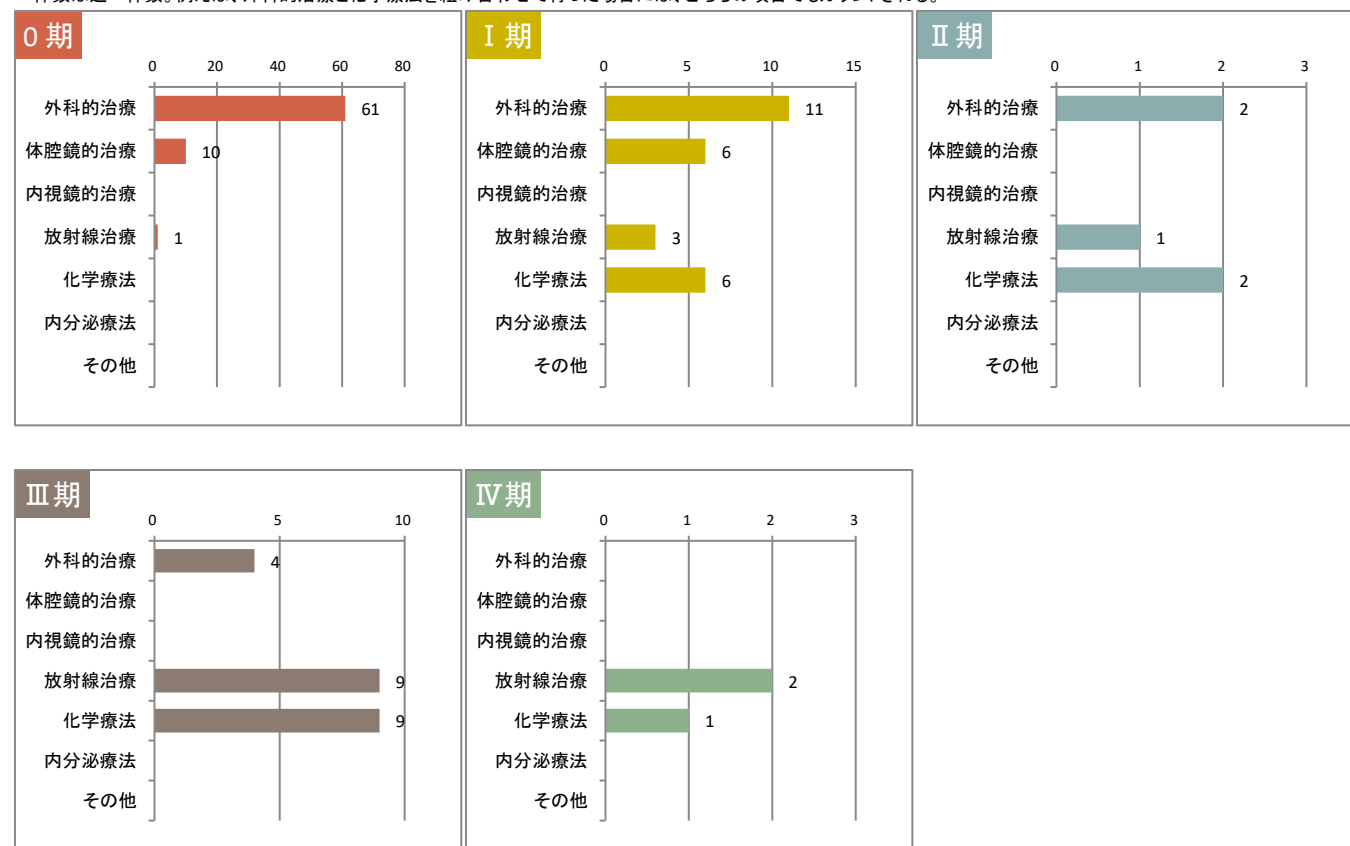 0期
0 20 40 60 80
外科的治療 61
体腔鏡的治療 10
内視鏡的治療
放射線治療 1
化学療法
内分泌療法
その他
Ⅰ期
0 5 10 15
外科的治療 11
体腔鏡的治療 6
内視鏡的治療
放射線治療 3
化学療法 6
内分泌療法
その他
Ⅱ期
0 1 2 3
外科的治療 2
体腔鏡的治療
内視鏡的治療
放射線治療 1
化学療法 2
内分泌療法
その他
Ⅲ期
0 5 10
外科的治療 4
体腔鏡的治療
内視鏡的治療
放射線治療 9
化学療法 9
内分泌療法
その他
Ⅳ期
0 1 2 3
外科的治療
体腔鏡的治療
内視鏡的治療
放射線治療 2
化学療法 1
内分泌療法
その他